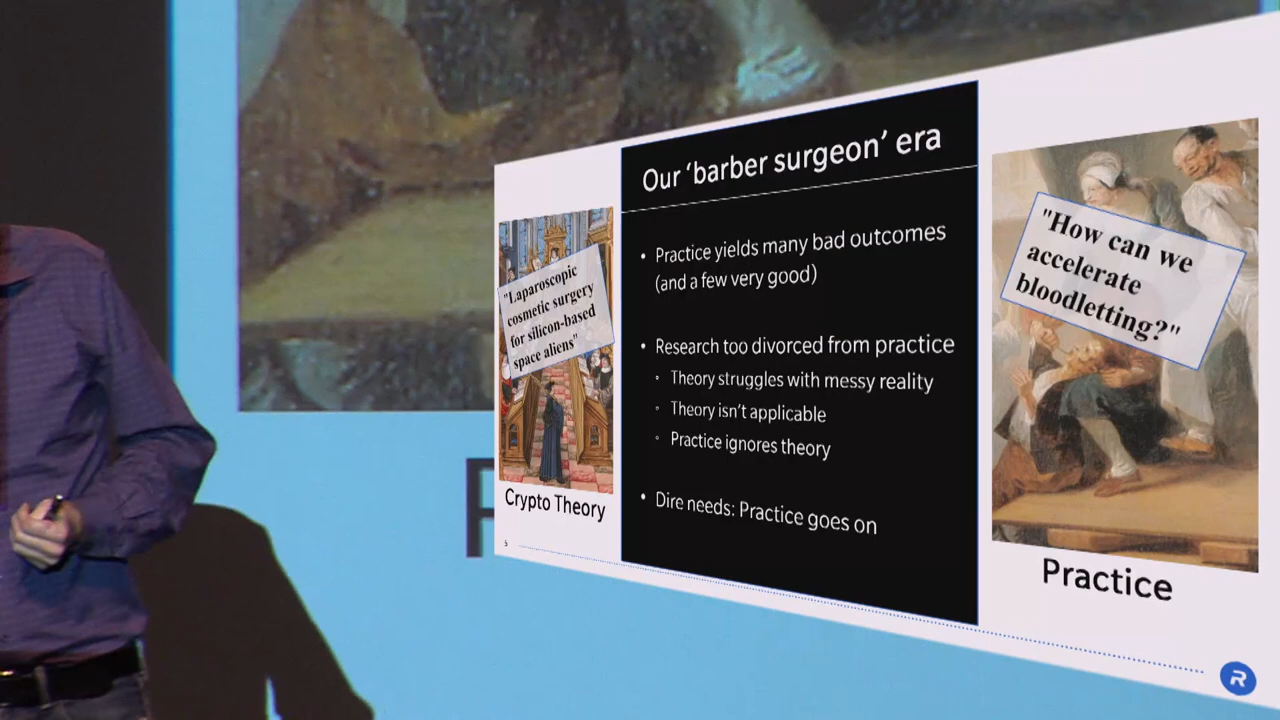 Our 'barber surgeon' era
"Laparoscopic
cosmetic surgery
for silicon-based
space aliens"
Crypto Theory
• Practice yields many bad outcomes
(and a few very good)
• Research too divorced from practice
◦ Theory struggles with messy reality
◦ Theory isn't applicable
◦ Practice ignores theory
• Dire needs: Practice goes on
"How can we
accelerate
bloodletting?"
Practice
5
R